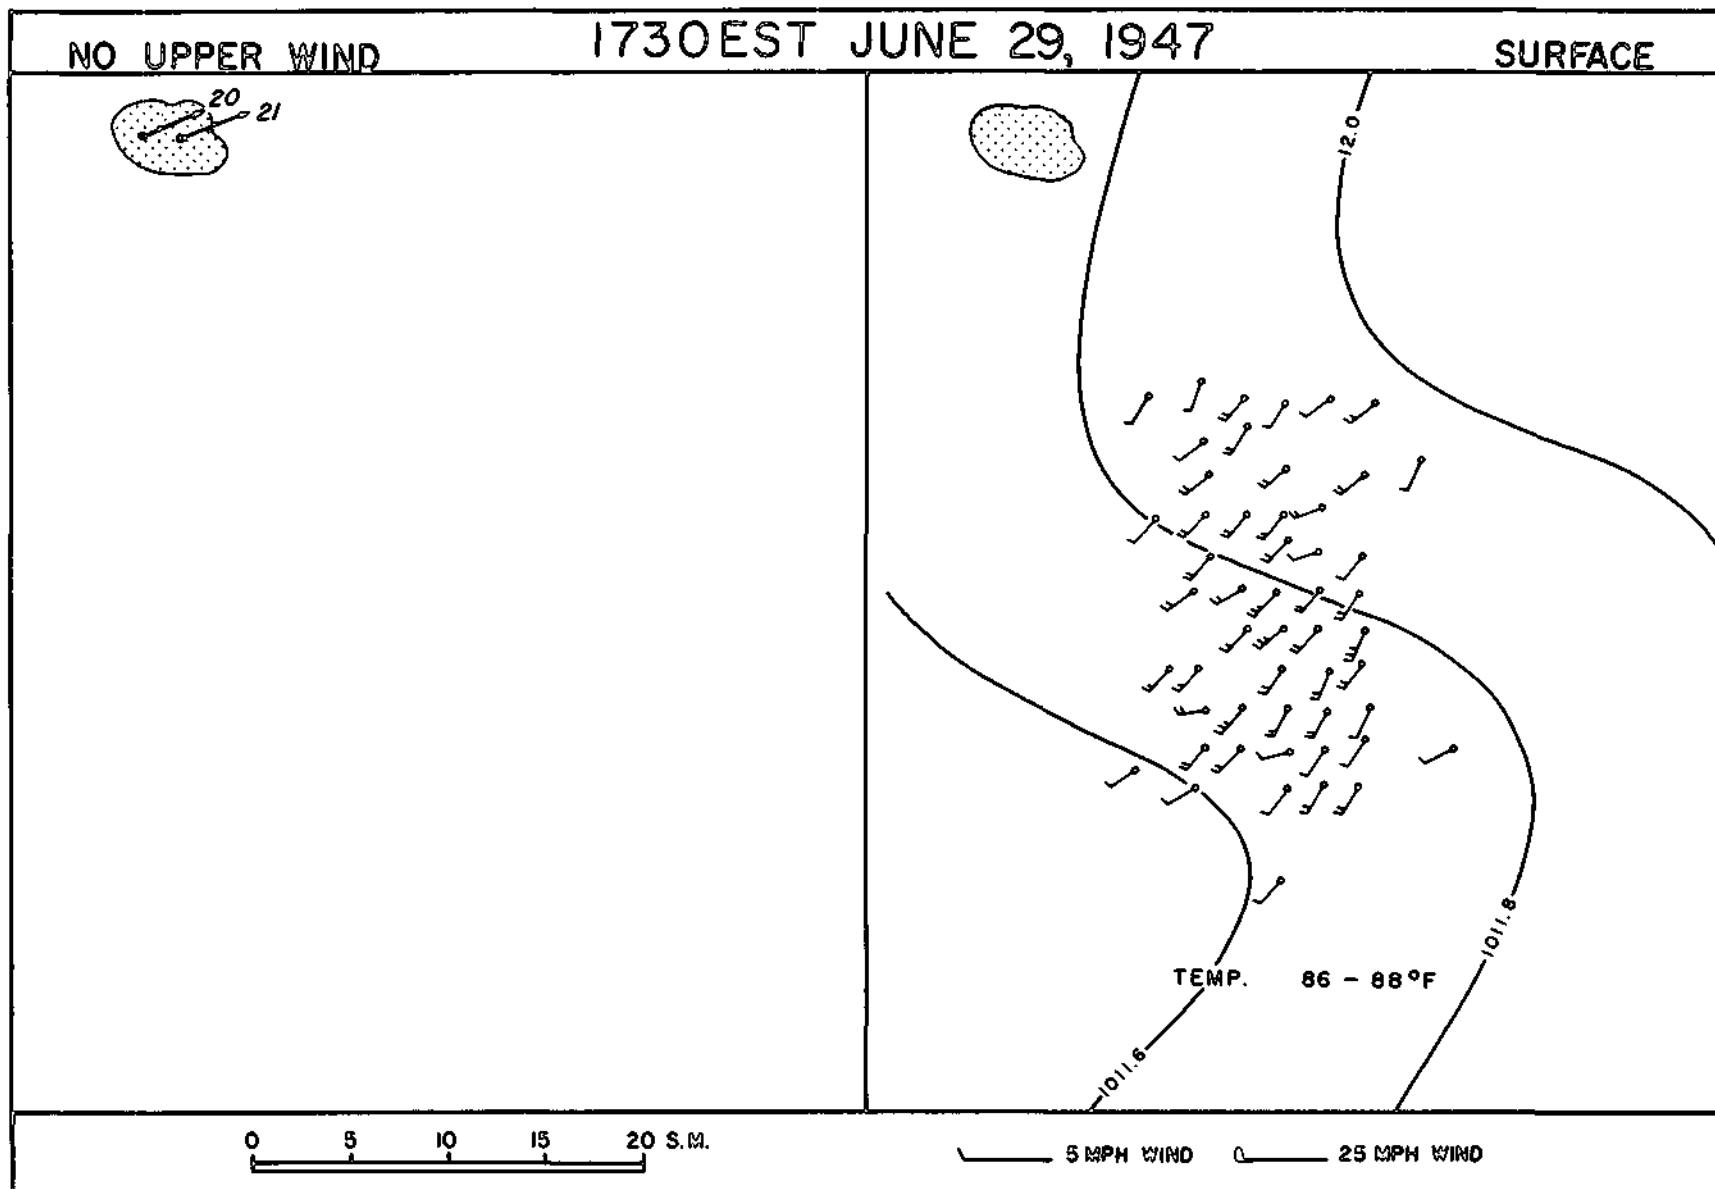 NO UPPER WIND
1730EST JUNE 29, 1947
SURFACE
20
21
12.0
1011.8
TEMP. 86 - 88°F
1011.6
0 5 10 15 20 S.M.
5 MPH WIND
25 MPH WIND